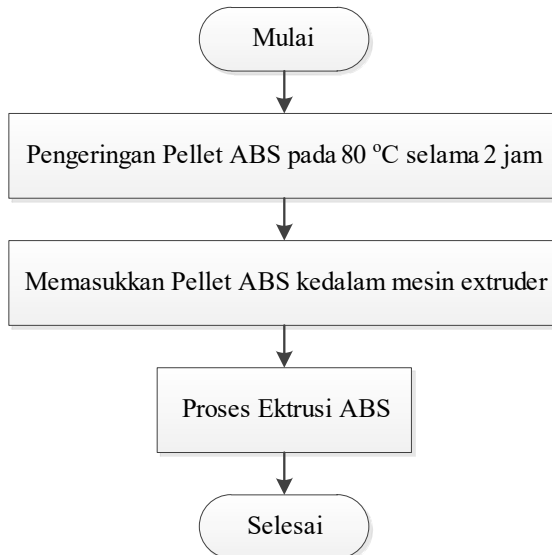 Mulai
Pengeringan Pellet ABS pada 80 °C selama 2 jam
Memasukkan Pellet ABS kedalam mesin extruder
Proses Ektrusi ABS
Selesai